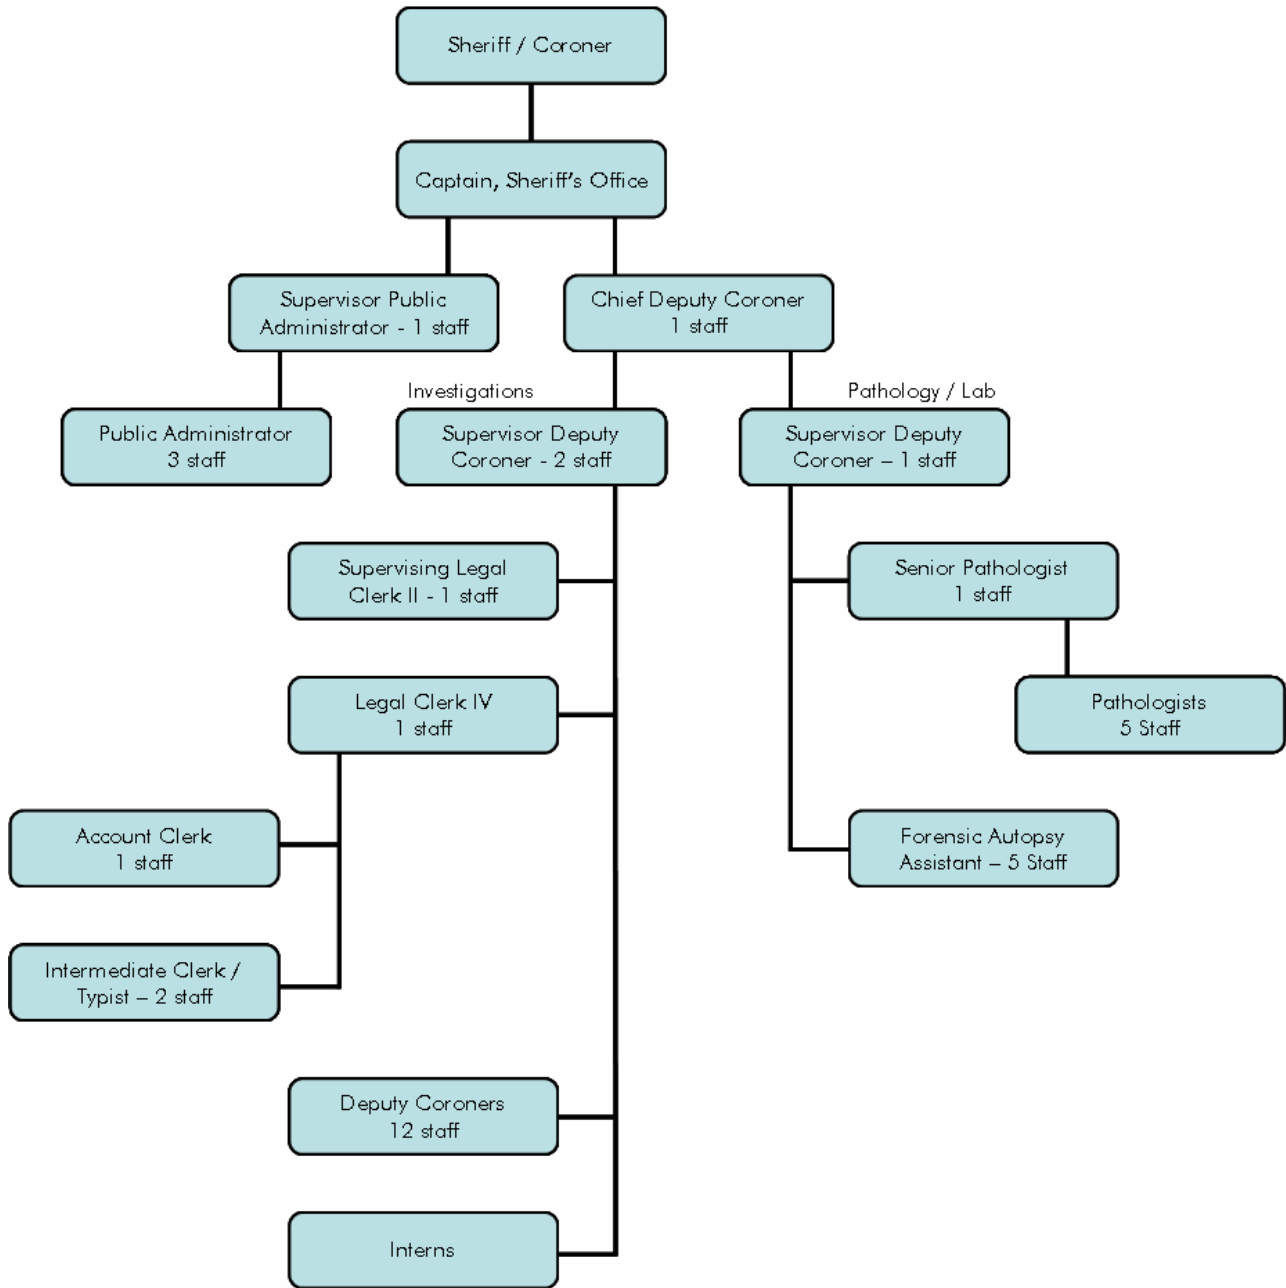 Sheriff / Coroner
Captain, Sheriff's Office
Supervisor Public
Administrator - 1 staff
Chief Deputy Coroner
1 staff
Investigations
Pathology / Lab
Public Administrator
3 staff
Supervisor Deputy
Coroner - 2 staff
Supervisor Deputy
Coroner – 1 staff
Supervising Legal
Clerk II - 1 staff
Senior Pathologist
1 staff
Legal Clerk IV
1 staff
Pathologists
5 Staff
Account Clerk
1 staff
Forensic Autopsy
Assistant – 5 Staff
Intermediate Clerk /
Typist – 2 staff
Deputy Coroners
12 staff
Interns